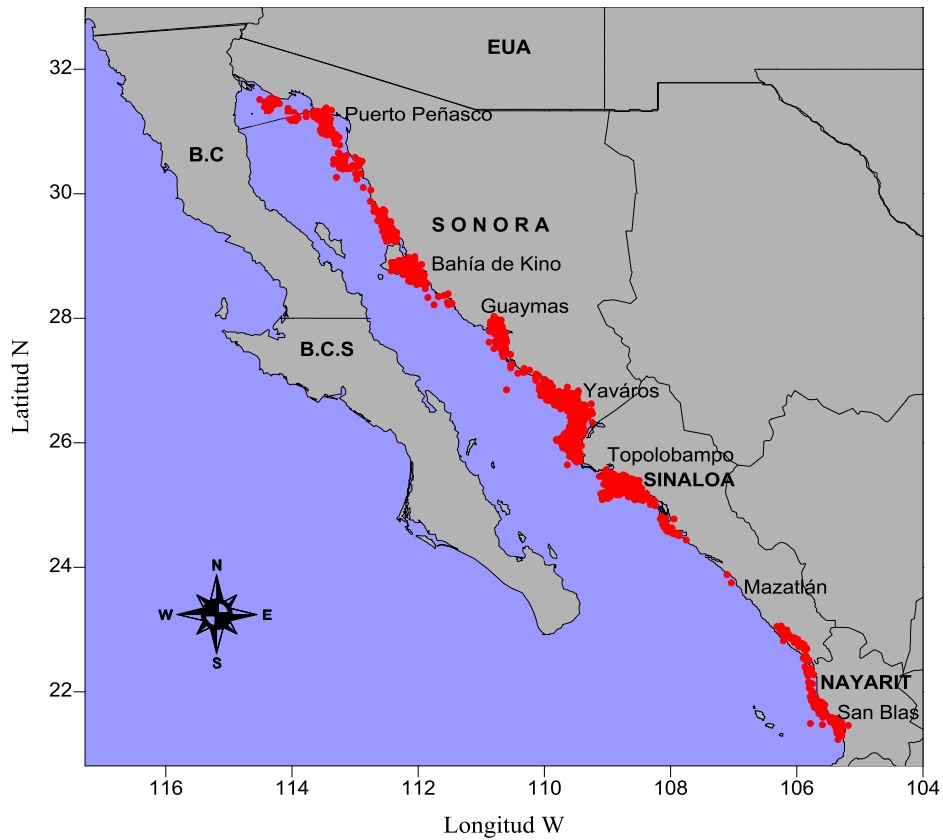 EUA
32
Puerto Peñasco
B.C
30
S O N O R A
Bahía de Kino
Guaymas
28
B.C.S
Latitud N
Yaváros
26
Topolobampo
SINALOA
24
N
Mazatlán
W
E
S
22
NAYARIT
San Blas
116
114
112
110
108
106
104
Longitud W